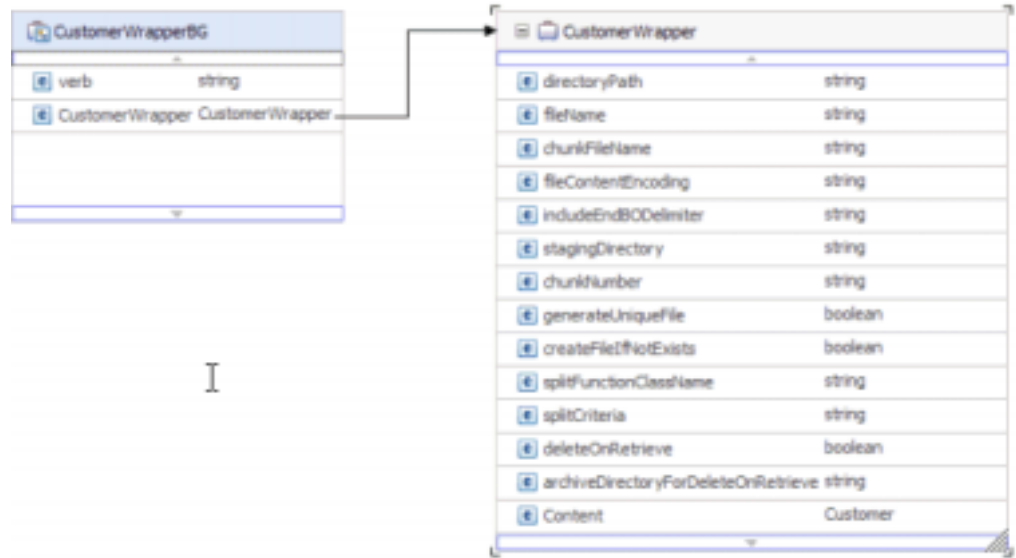 CustomerWrapperBG
verb string
CustomerWrapper CustomerWrapper
CustomerWrapper
directoryPath string
fileName string
chunkFileName string
fileContentEncoding string
includeEndBODelimiter string
stagingDirectory string
chunkNumber string
generateUniqueFile boolean
createFileIfNotExists boolean
splitFunctionClassName string
splitCriteria string
deleteOnRetrieve boolean
archiveDirectoryForDeleteOnRetrieve string
Content Customer